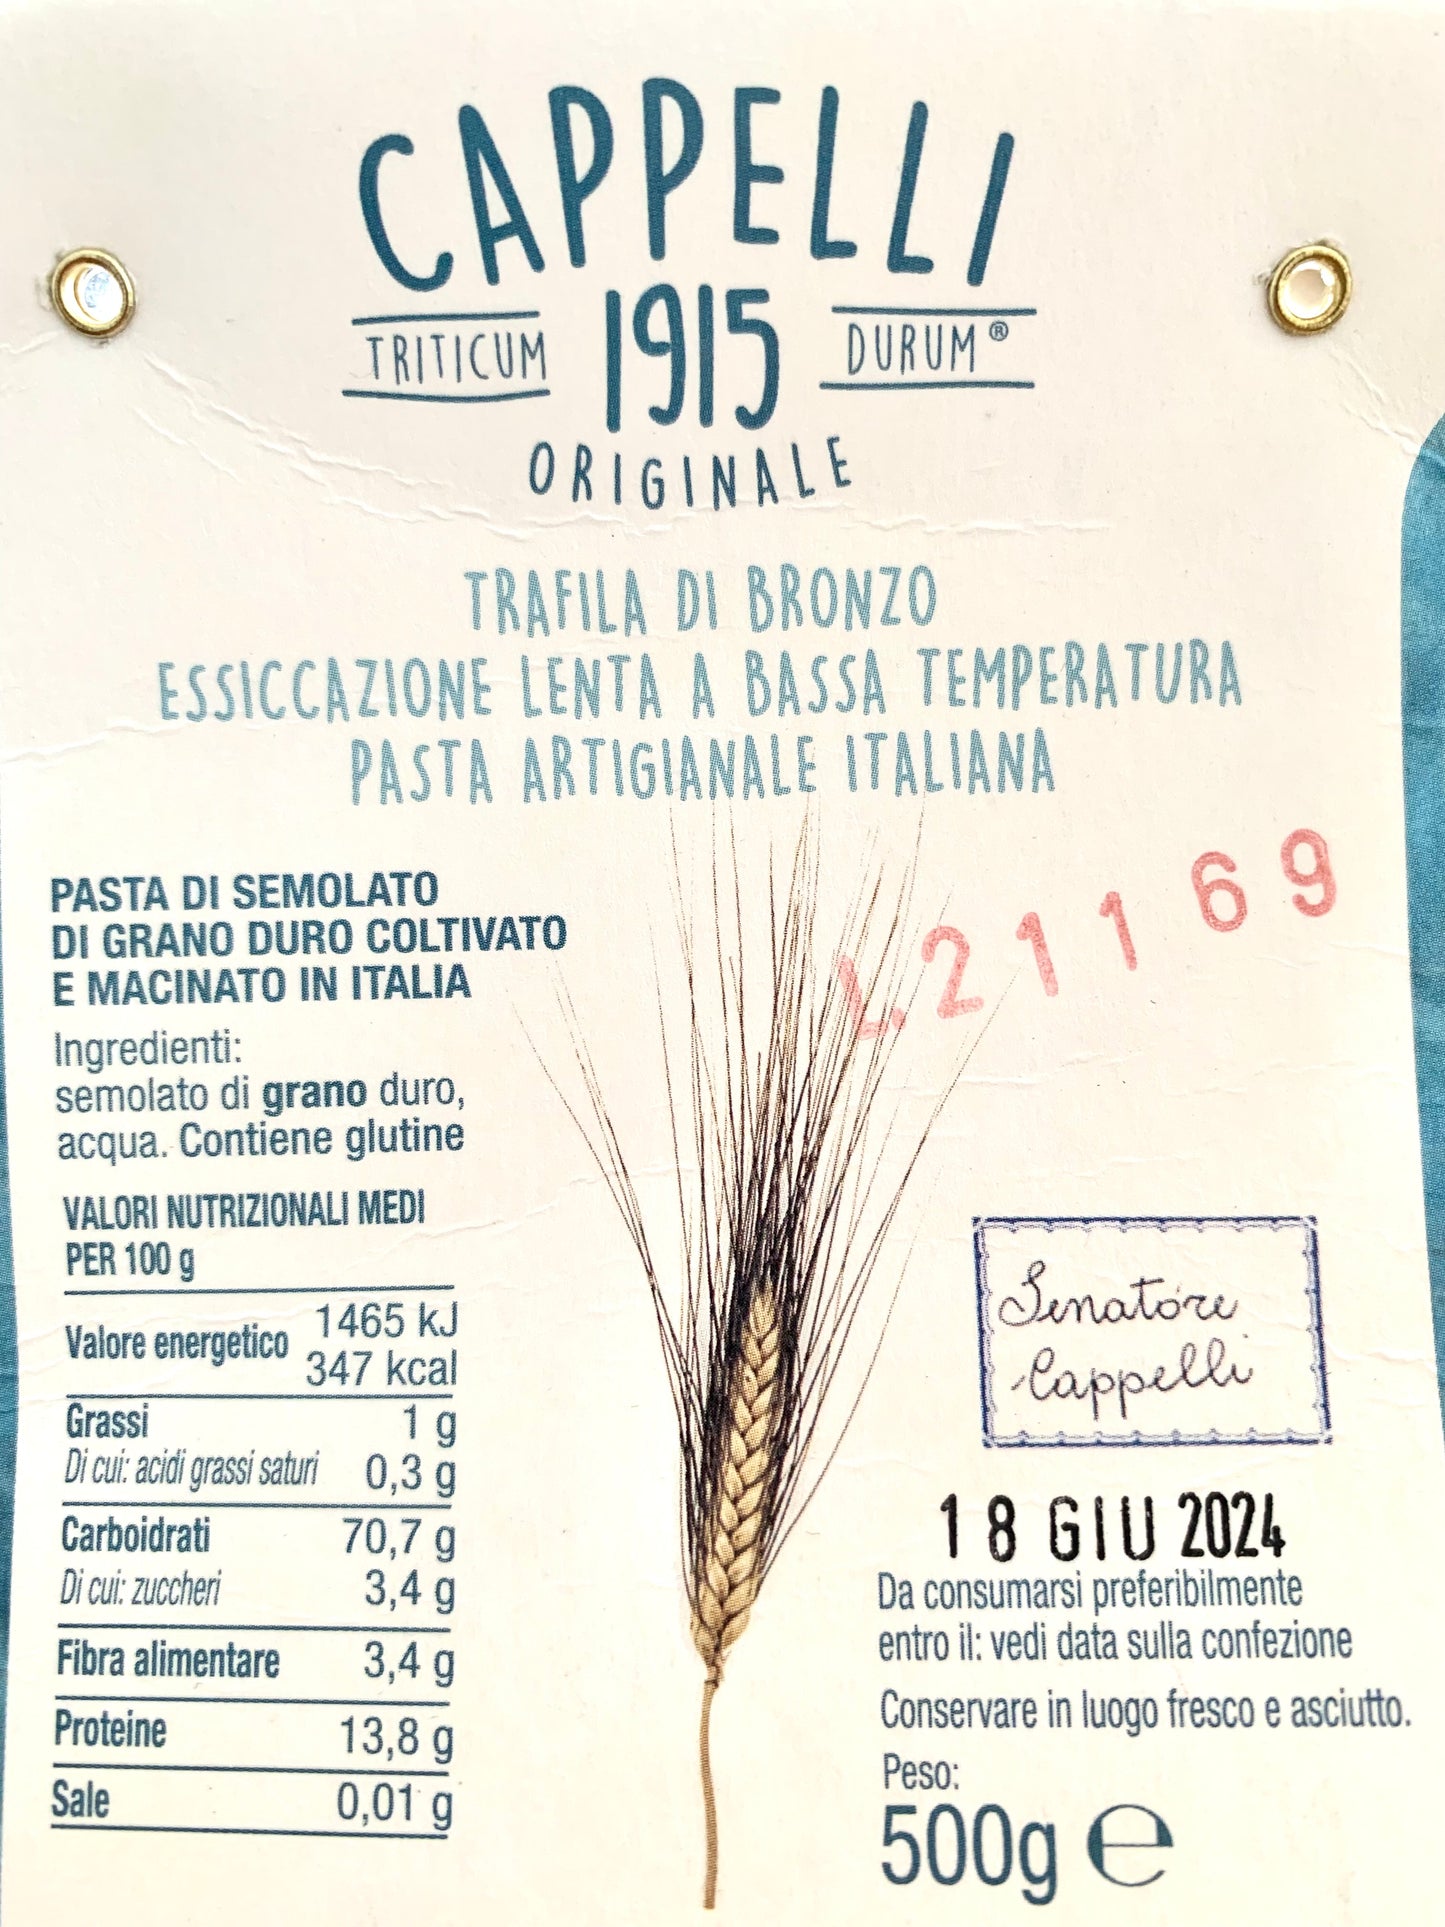 CAPPELLI
TRITICUM 1915 DURUM®
ORIGINALE
TRAFILA DI BRONZO
ESSICCAZIONE LENTA A BASSA TEMPERATURA
PASTA ARTIGIANALE ITALIANA
L21169
PASTA DI SEMOLATO
DI GRANO DURO COLTIVATO
E MACINATO IN ITALIA
Ingredienti:
semolato di grano duro,
acqua. Contiene glutine
VALORI NUTRIZIONALI MEDI
PER 100 g
Valore energetico 1465 kJ
347 kcal
Grassi 1 g
Di cui: acidi grassi saturi 0,3 g
Carboidrati 70,7 g
Di cui: zuccheri 3,4 g
Fibra alimentare 3,4 g
Proteine 13,8 g
Sale 0,01 g
Senatore
Cappelli
18 GIU 2024
Da consumarsi preferibilmente
entro il: vedi data sulla confezione
Conservare in luogo fresco e asciutto.
Peso:
500g ℮